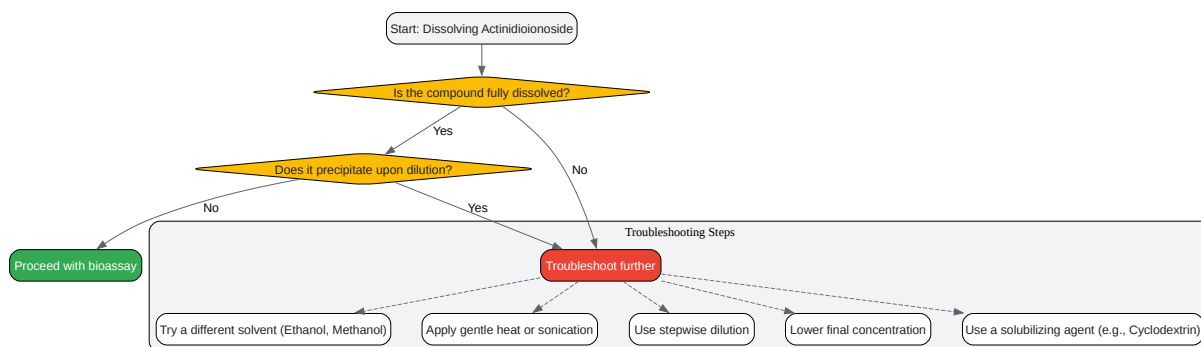 Start: Dissolving Actinidioionoside
Is the compound fully dissolved?
Yes
No
Does it precipitate upon dilution?
No
Yes
Troubleshooting Steps
Proceed with bioassay
Troubleshoot further
Try a different solvent (Ethanol, Methanol)
Apply gentle heat or sonication
Use stepwise dilution
Lower final concentration
Use a solubilizing agent (e.g., Cyclodextrin)